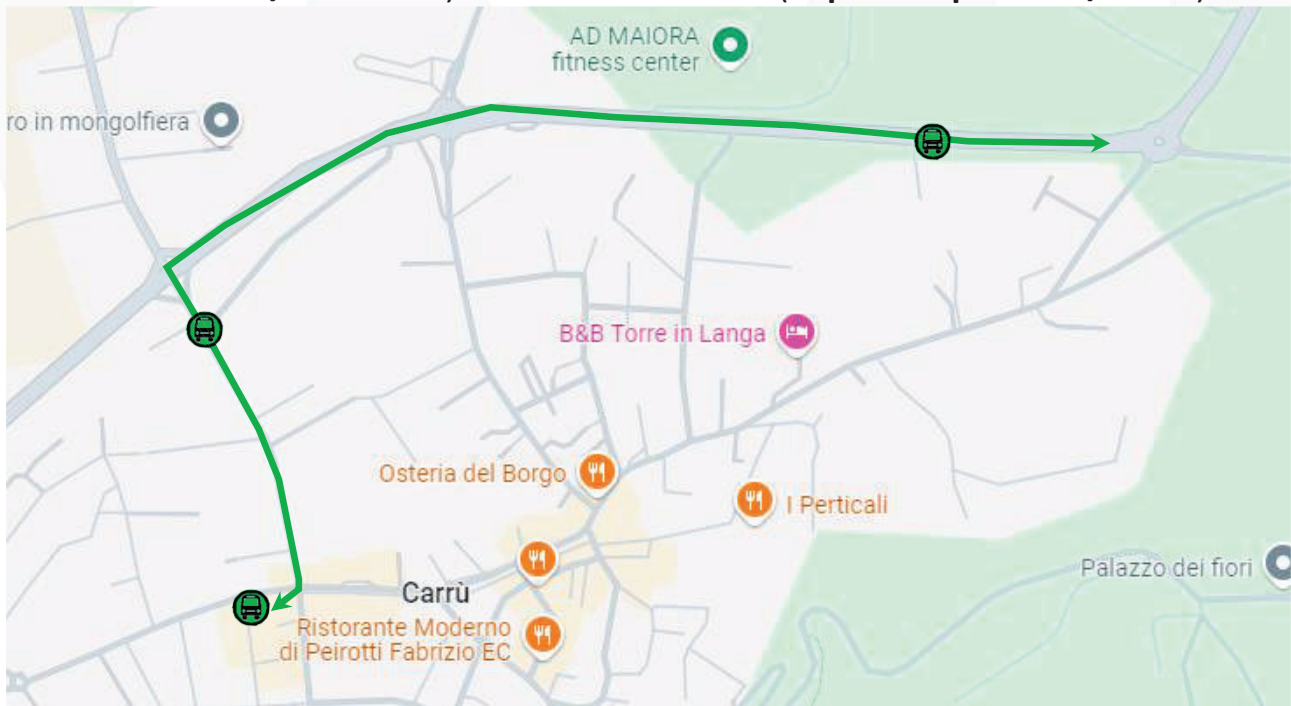 AD MAIORA
fitness center
ro in mongolfiera
B&B Torre in Langa
Osteria del Borgo
I Perticali
Palazzo dei fiori
Carrù
Ristorante Moderno
di Peirotti Fabrizio EC